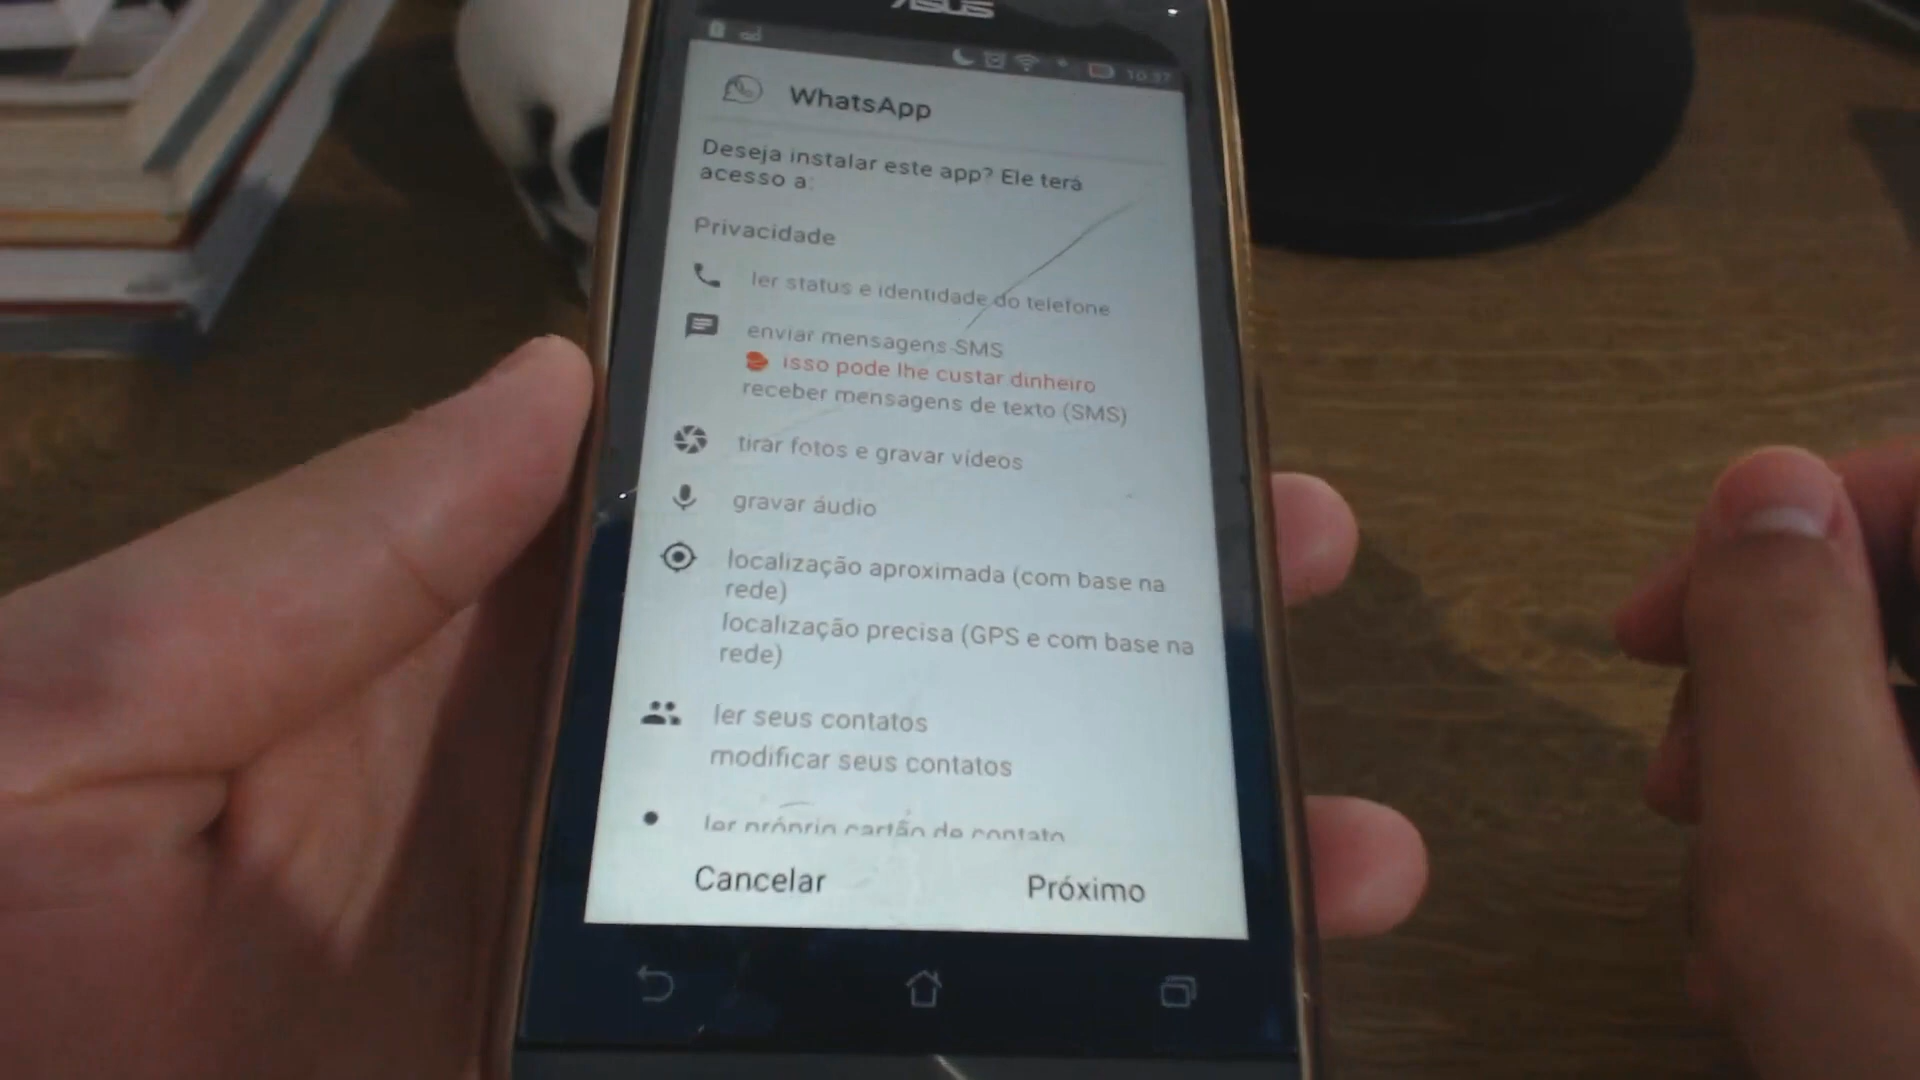 ASUS
10:37
WhatsApp
Deseja instalar este app? Ele terá
acesso a:
Privacidade
ler status e identidade do telefone
enviar mensagens SMS
isso pode lhe custar dinheiro
receber mensagens de texto (SMS)
tirar fotos e gravar vídeos
gravar áudio
localização aproximada (com base na
rede)
localização precisa (GPS e com base na
rede)
ler seus contatos
modificar seus contatos
ler próprio cartão de contato
Cancelar
Próximo